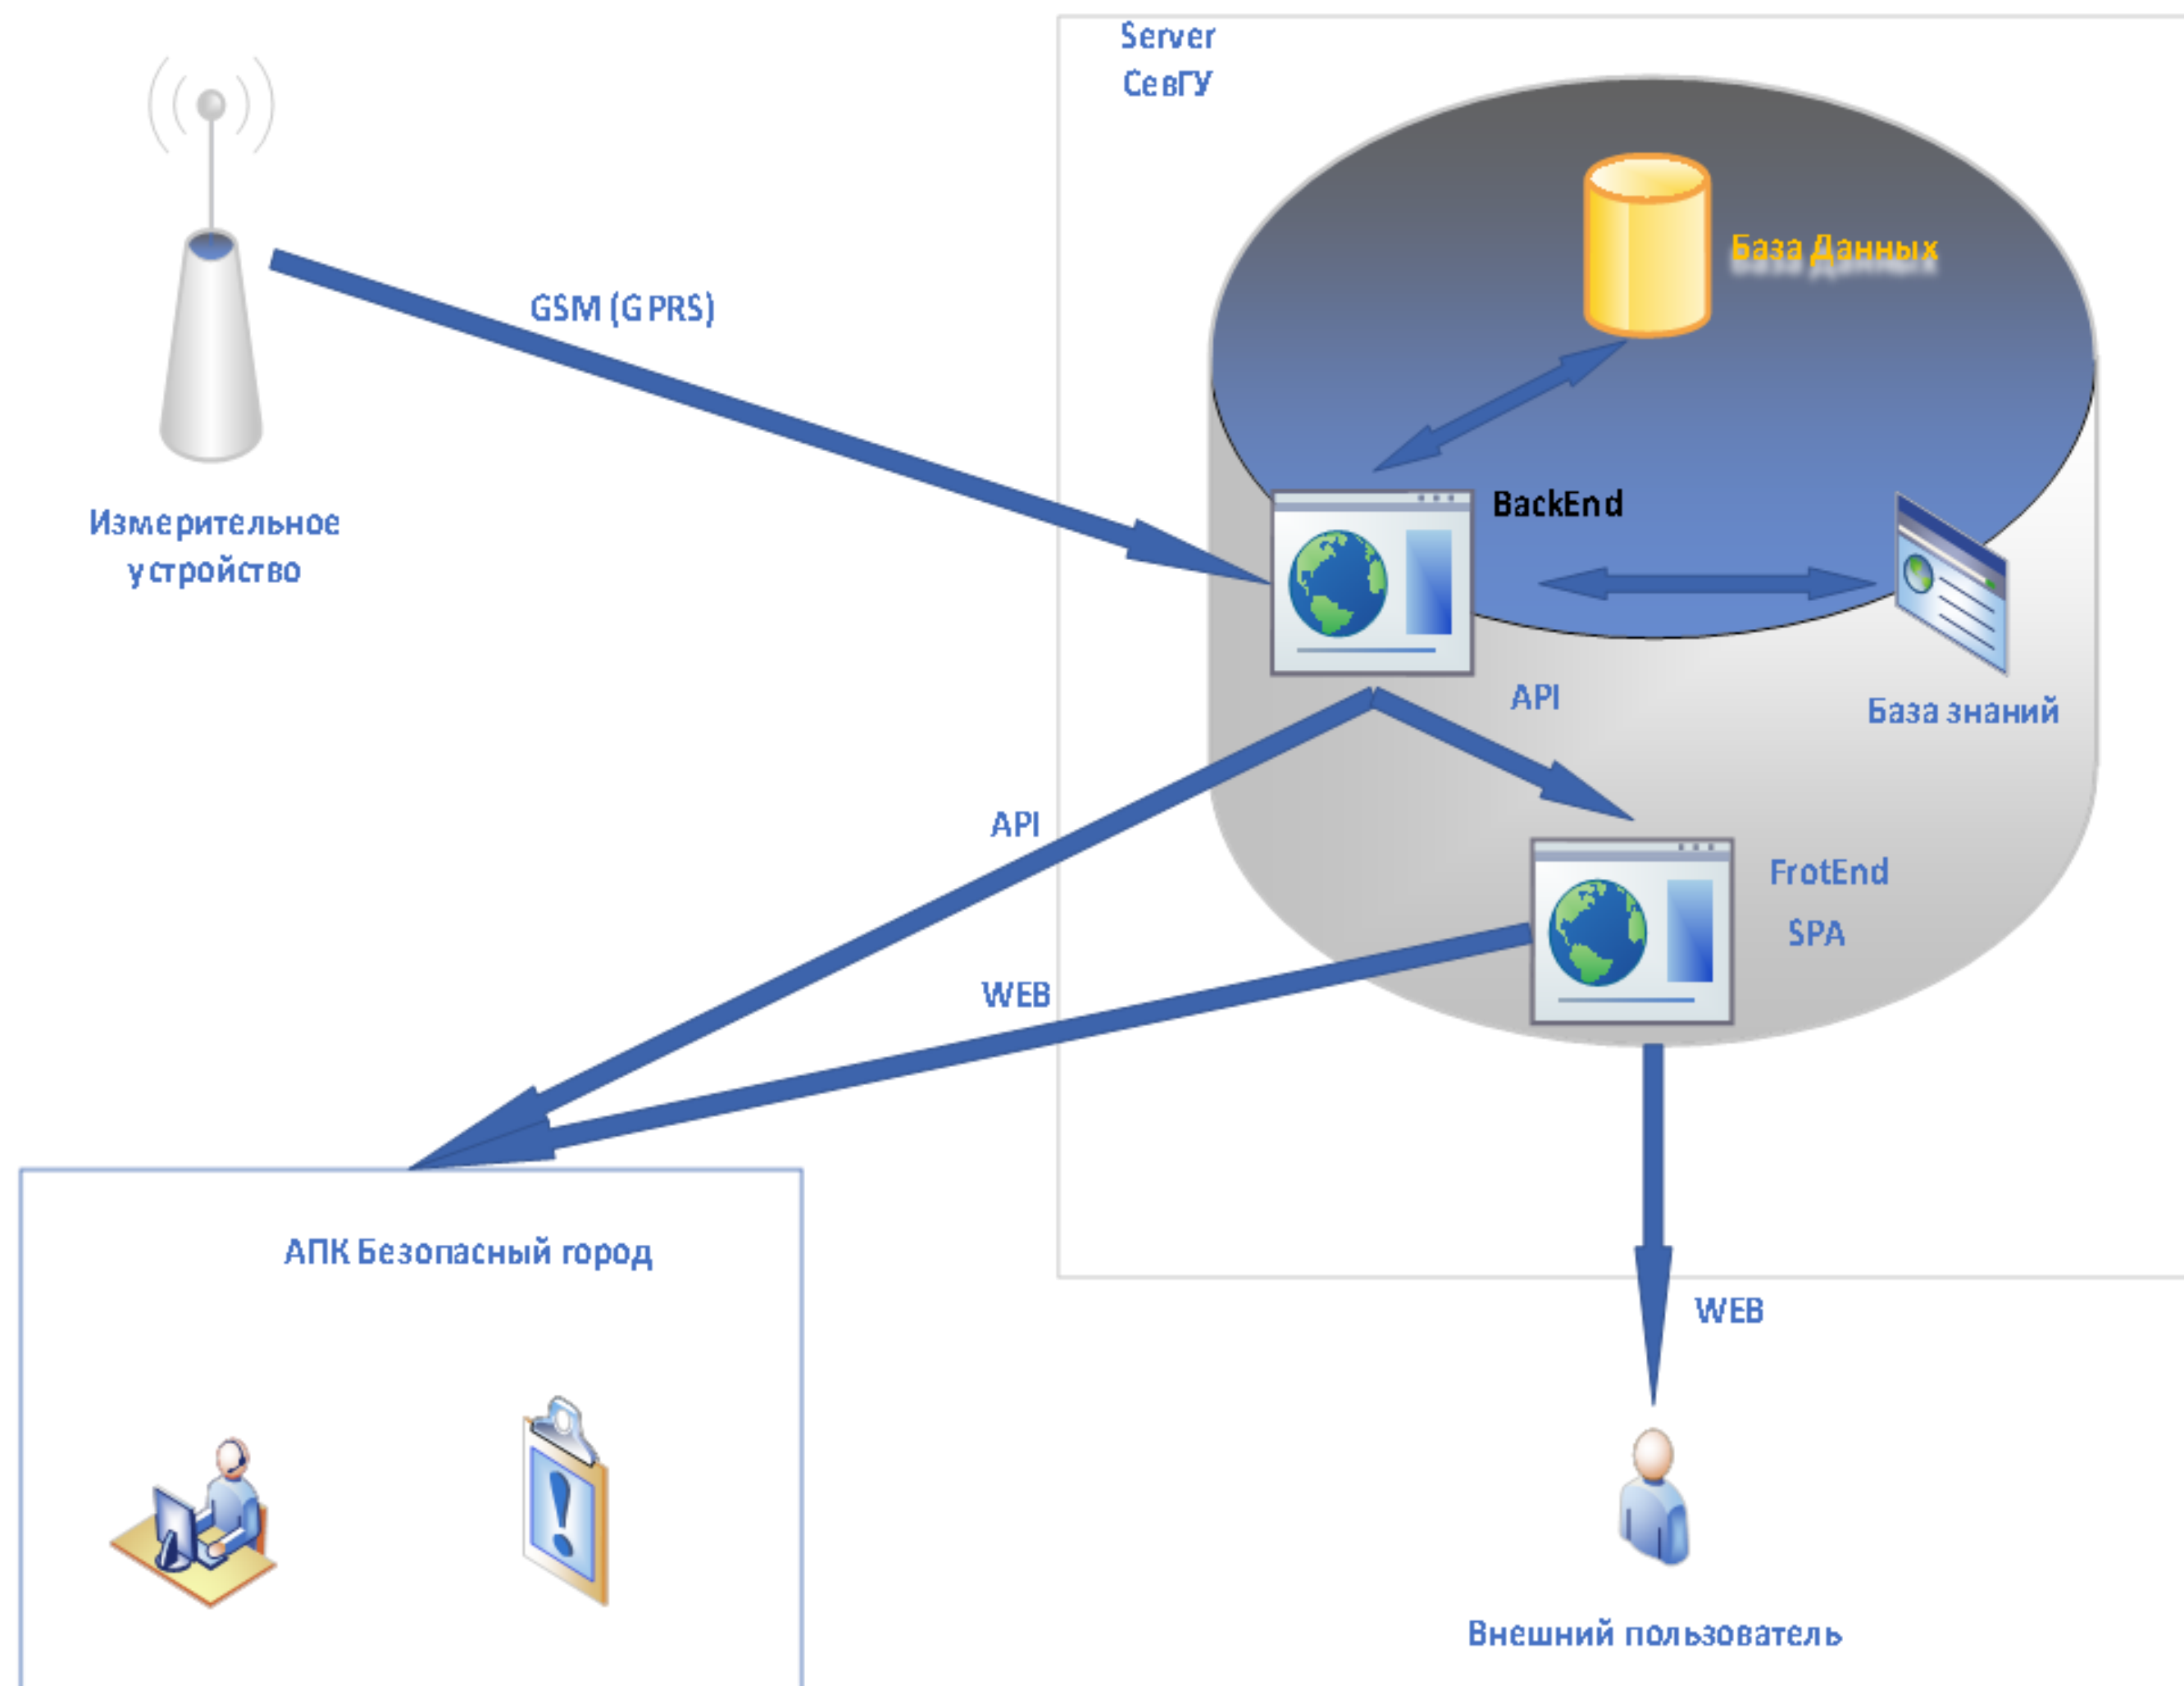 Server
СевГУ
База Данных
GSM (GPRS)
BackEnd
Измерительное
устройство
API
База знаний
API
FrotEnd
SPA
WEB
АПК Безопасный город
WEB
Внешний пользователь